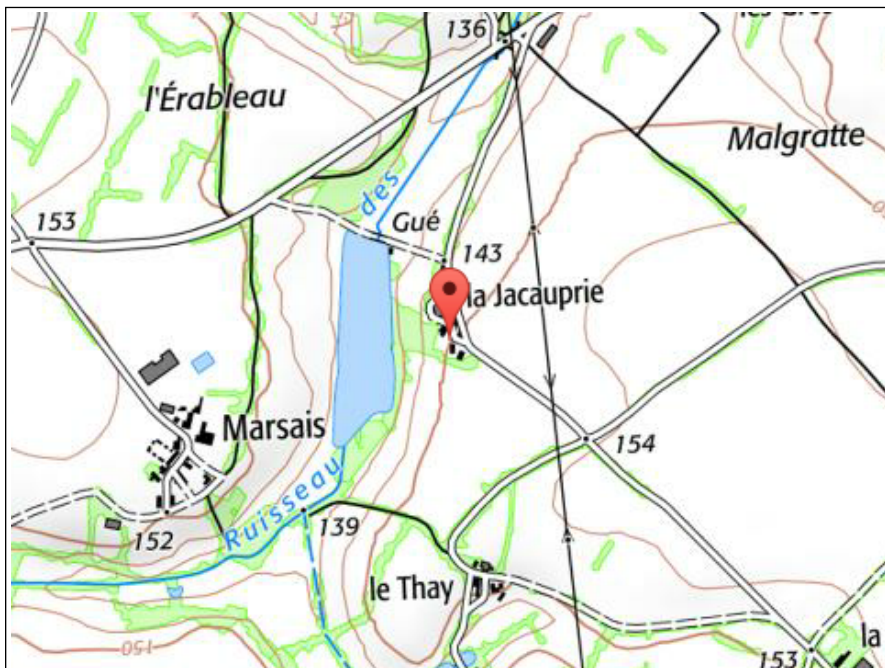 136
l'Érableau
Malgratte
des
153
Gué
143
la Jacauprie
Marsais
154
Ruisseau
139
152
le Thay
150
153
la